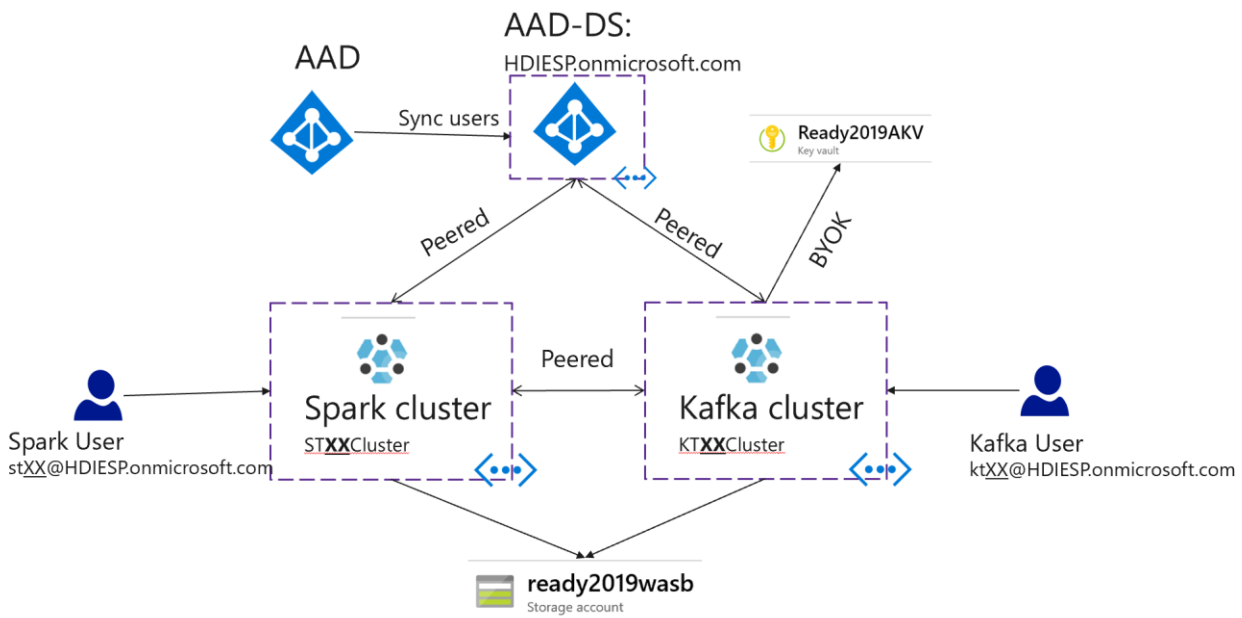 AAD-DS:
AAD
HDIESP.onmicrosoft.com
Sync users
Ready2019AKV
Key vault
Peered
Peered
BYOK
Peered
Spark cluster
STXXCluster
Kafka cluster
KTXXCluster
Spark User
stXX@HDIESP.onmicrosoft.com
Kafka User
ktXX@HDIESP.onmicrosoft.com
ready2019wasb
Storage account